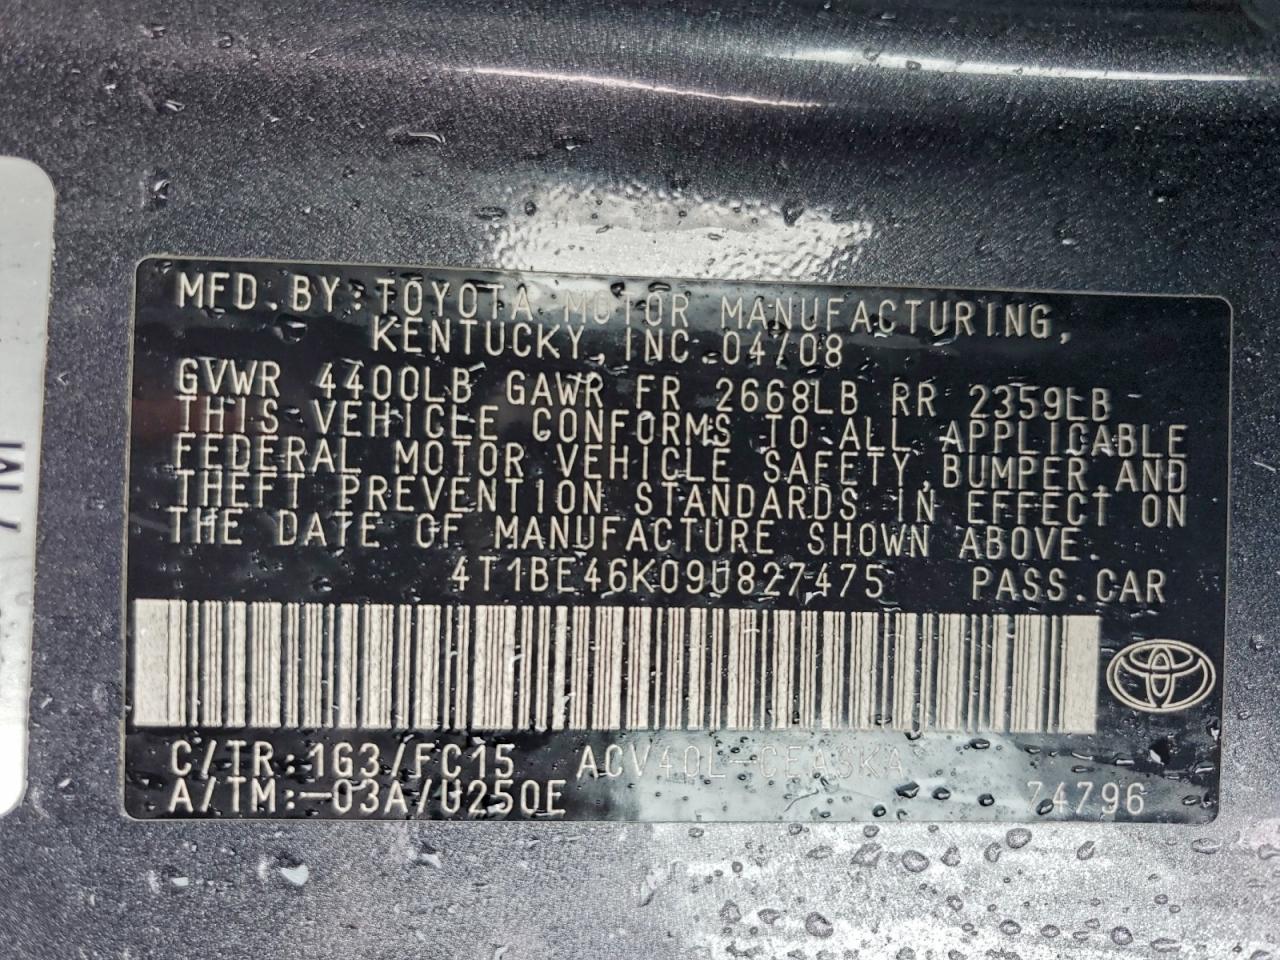 MFD. BY: TOYOTA MOTOR MANUFACTURING,
KENTUCKY, INC. 04/08
GVWR 4400LB GAWR FR 2668LB RR 2359LB
THIS VEHICLE CONFORMS TO ALL APPLICABLE
FEDERAL MOTOR VEHICLE SAFETY, BUMPER, AND
THEFT PREVENTION STANDARDS IN EFFECT ON
THE DATE OF MANUFACTURE SHOWN ABOVE.
4T1BE46K09U827475 PASS. CAR
C/TR: 1G3/FC15 ACV40L-CEASKA
A/TM: -03A/U250E 74796